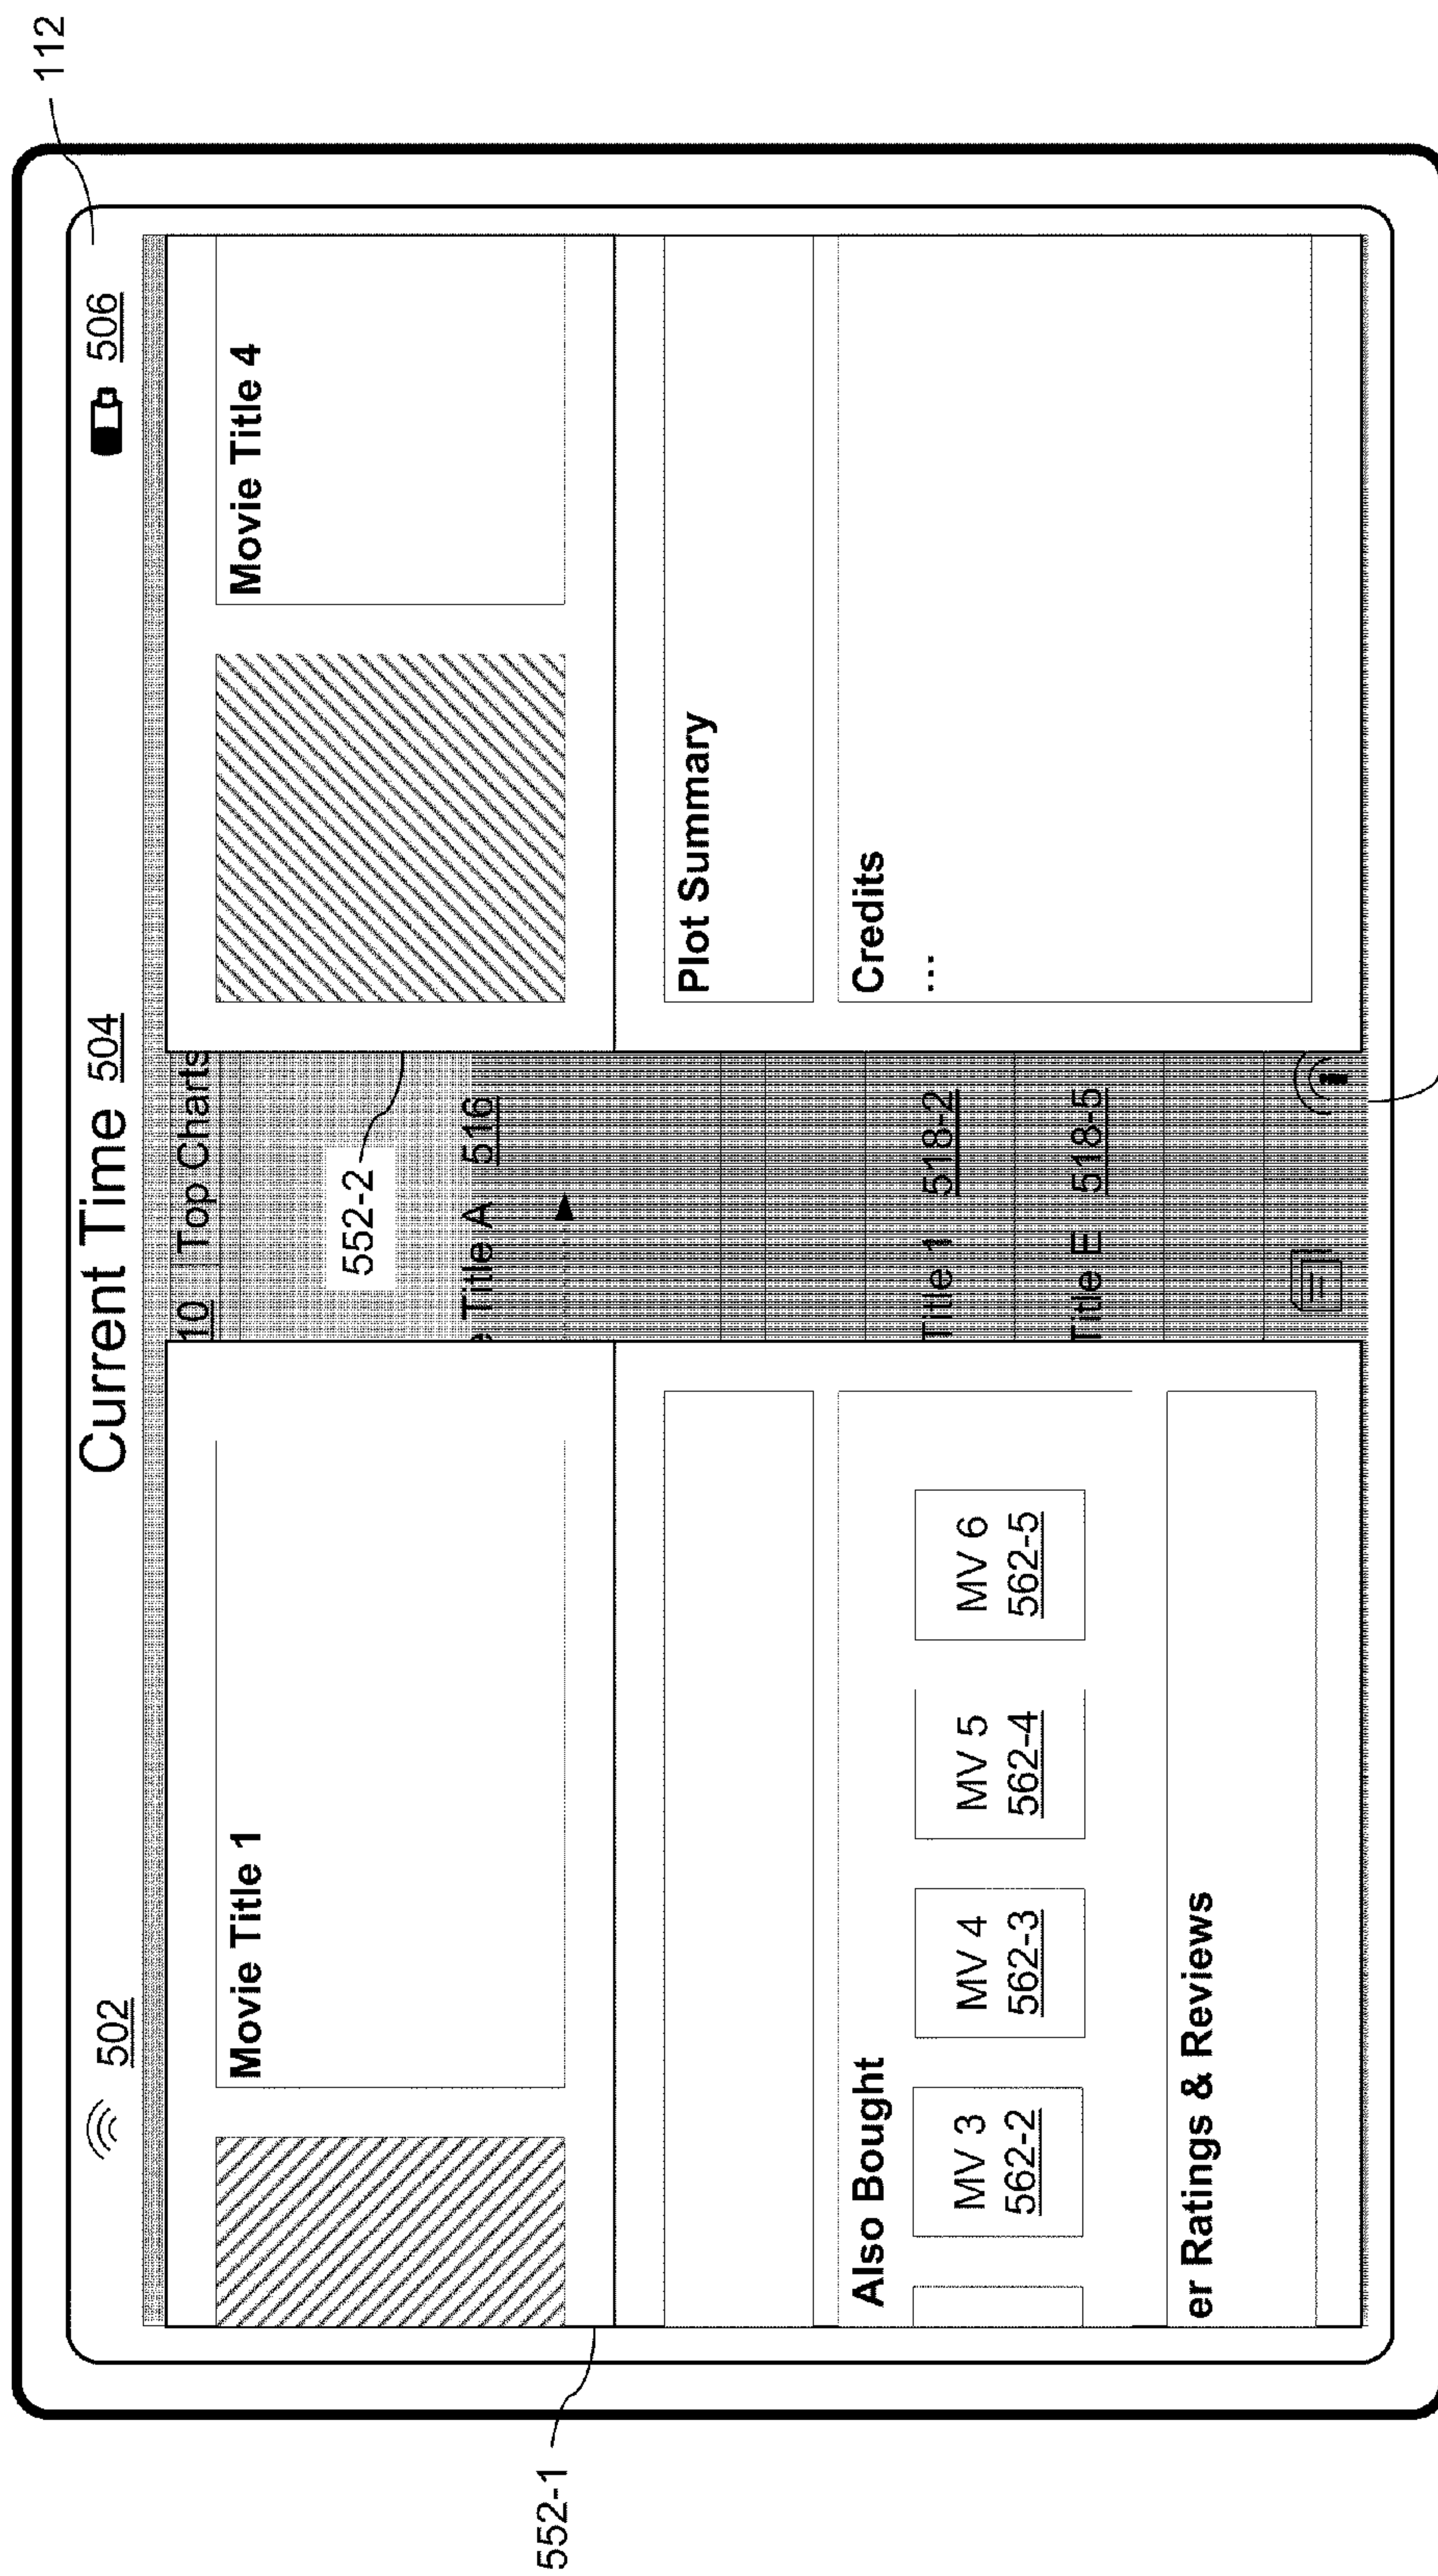 112
502
Current Time 504
506
10
Top Charts
Movie Title 1
Movie Title 4
552-2
Title A 516
552-1
Plot Summary
Also Bought
Credits
...
MV 3
562-2
MV 4
562-3
MV 5
562-4
MV 6
562-5
Title 1 518-2
Title E 518-5
er Ratings & Reviews